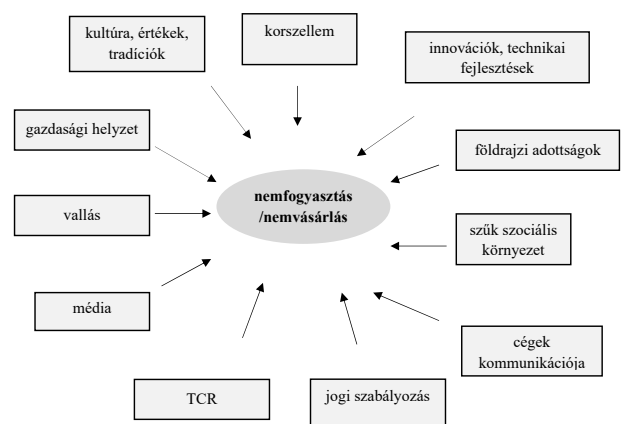 kultúra, értékek,
tradíciók
korszellem
innovációk, technikai
fejlesztések
gazdasági helyzet
földrajzi adottságok
nemfogyasztás
/nemvásárlás
vallás
szűk szociális
környezet
média
cégek
kommunikációja
TCR
jogi szabályozás